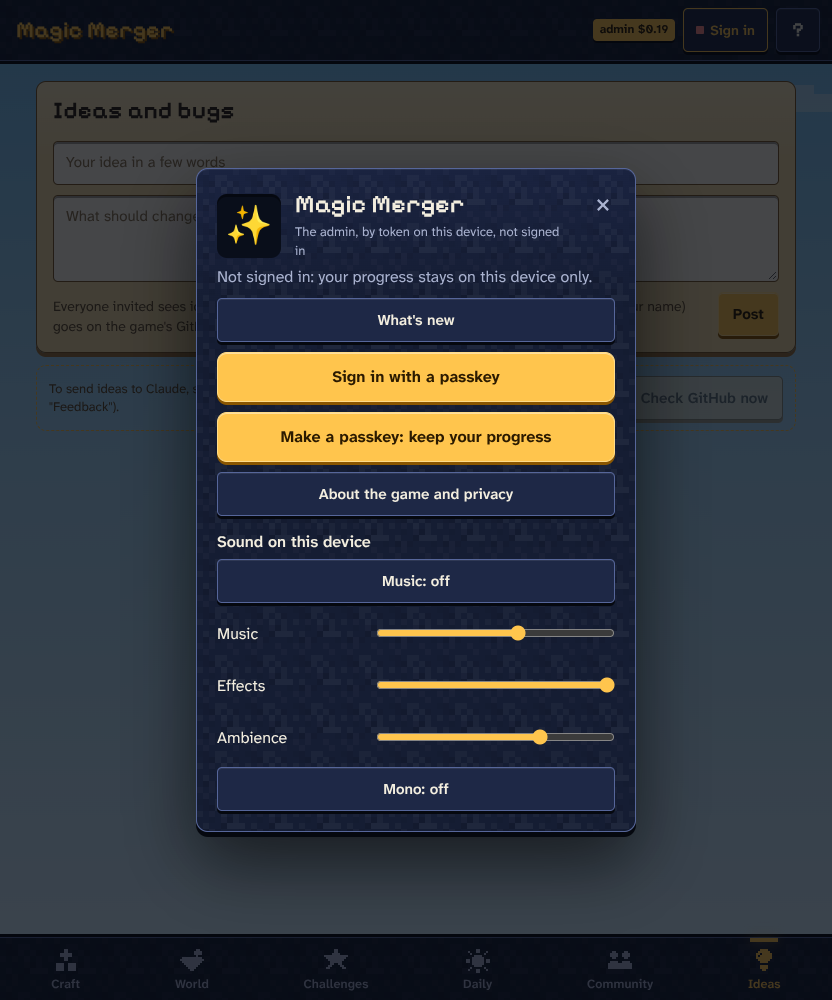 Magic Merger
admin $0.19
Sign in
?
Ideas and bugs
Your idea in a few words
What should change
Everyone invited sees
r name)
goes on the game's Git
Post
To send ideas to Claude, s
"Feedback").
Check GitHub now
Magic Merger
×
The admin, by token on this device, not signed
in
Not signed in: your progress stays on this device only.
What's new
Sign in with a passkey
Make a passkey: keep your progress
About the game and privacy
Sound on this device
Music: off
Music
Effects
Ambience
Mono: off
Craft
World
Challenges
Daily
Community
Ideas